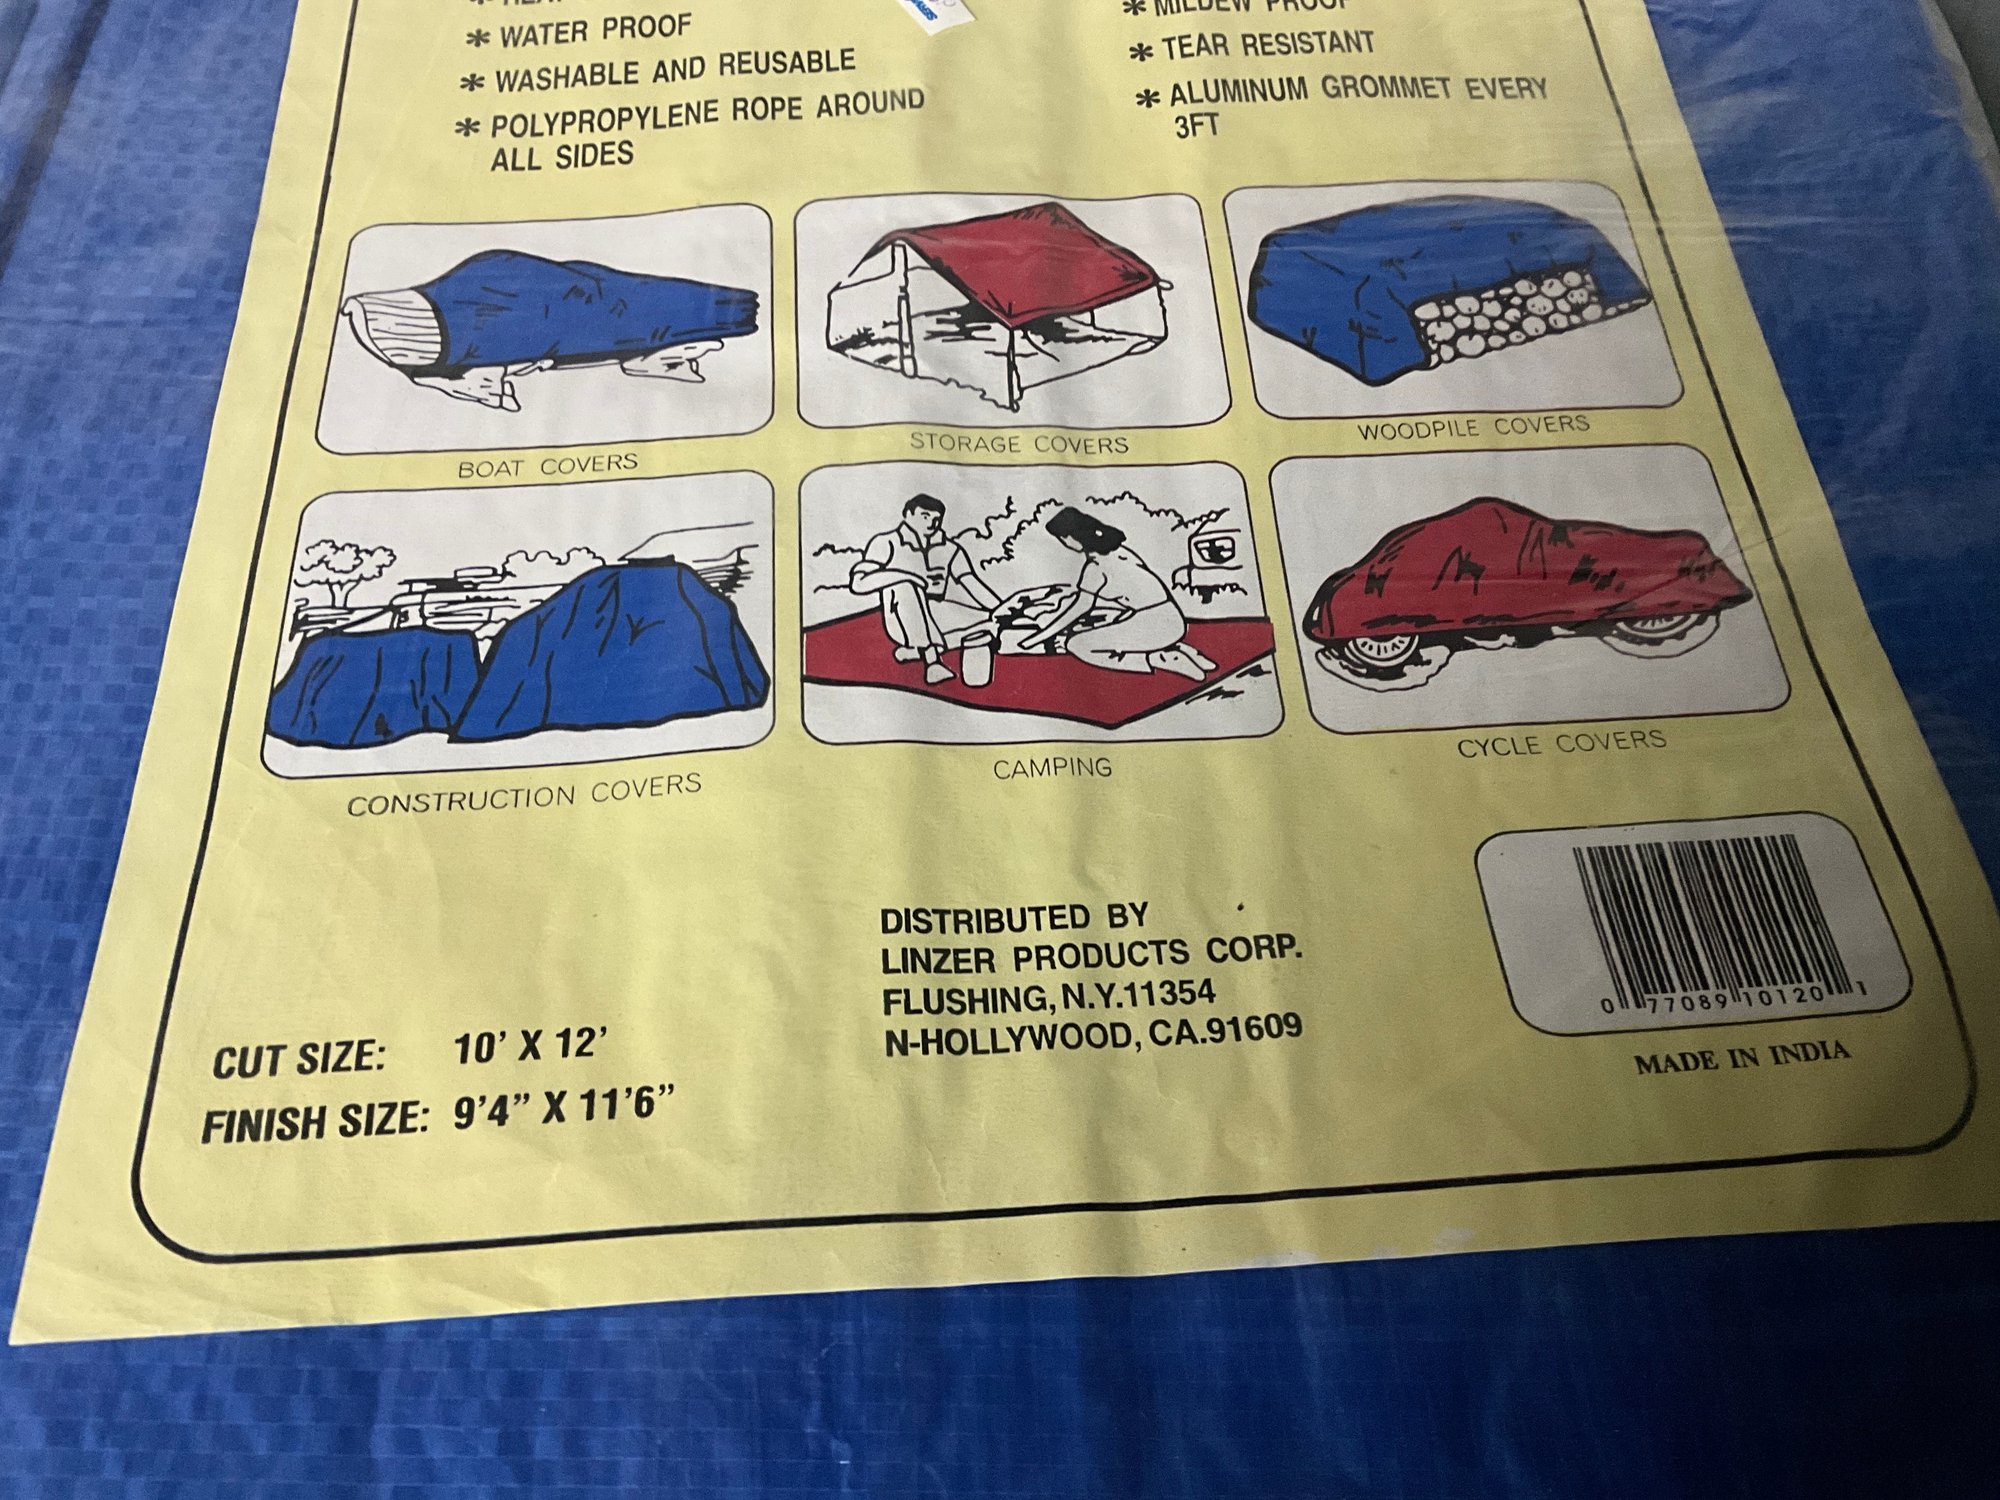 * WATER PROOF
* WASHABLE AND REUSABLE
* POLYPROPYLENE ROPE AROUND
ALL SIDES
* MILDEW PROOF
* TEAR RESISTANT
* ALUMINUM GROMMET EVERY
3FT
BOAT COVERS
STORAGE COVERS
WOODPILE COVERS
CONSTRUCTION COVERS
CAMPING
CYCLE COVERS
CUT SIZE: 10' X 12'
FINISH SIZE: 9'4" X 11'6"
DISTRIBUTED BY
LINZER PRODUCTS CORP.
FLUSHING, N.Y.11354
N-HOLLYWOOD, CA.91609
0 77089 10120 1
MADE IN INDIA